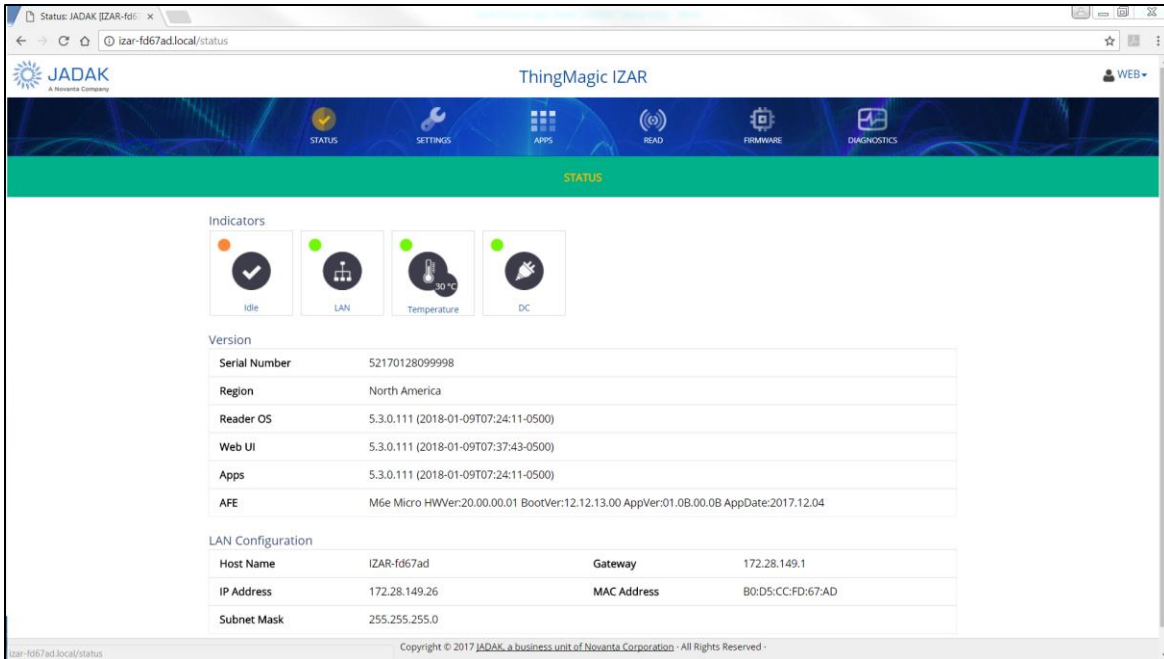 Status: JADAK [IZAR-fd6
izar-fd67ad.local/status
JADAK
A Novanta Company
ThingMagic IZAR
WEB
STATUS
SETTINGS
APPS
READ
FIRMWARE
DIAGNOSTICS
STATUS
Indicators
30 °C
Idle
LAN
Temperature
DC
Version
Serial Number 52170128099998
Region North America
Reader OS 5.3.0.111 (2018-01-09T07:24:11-0500)
Web UI 5.3.0.111 (2018-01-09T07:37:43-0500)
Apps 5.3.0.111 (2018-01-09T07:24:11-0500)
AFE M6e Micro HWVer:20.00.00.01 BootVer:12.12.13.00 AppVer:01.0B.00.0B AppDate:2017.12.04
LAN Configuration
Host Name IZAR-fd67ad Gateway 172.28.149.1
IP Address 172.28.149.26 MAC Address B0:D5:CC:FD:67:AD
Subnet Mask 255.255.255.0
Copyright © 2017 JADAK, a business unit of Novanta Corporation - All Rights Reserved -
izar-fd67ad.local/status